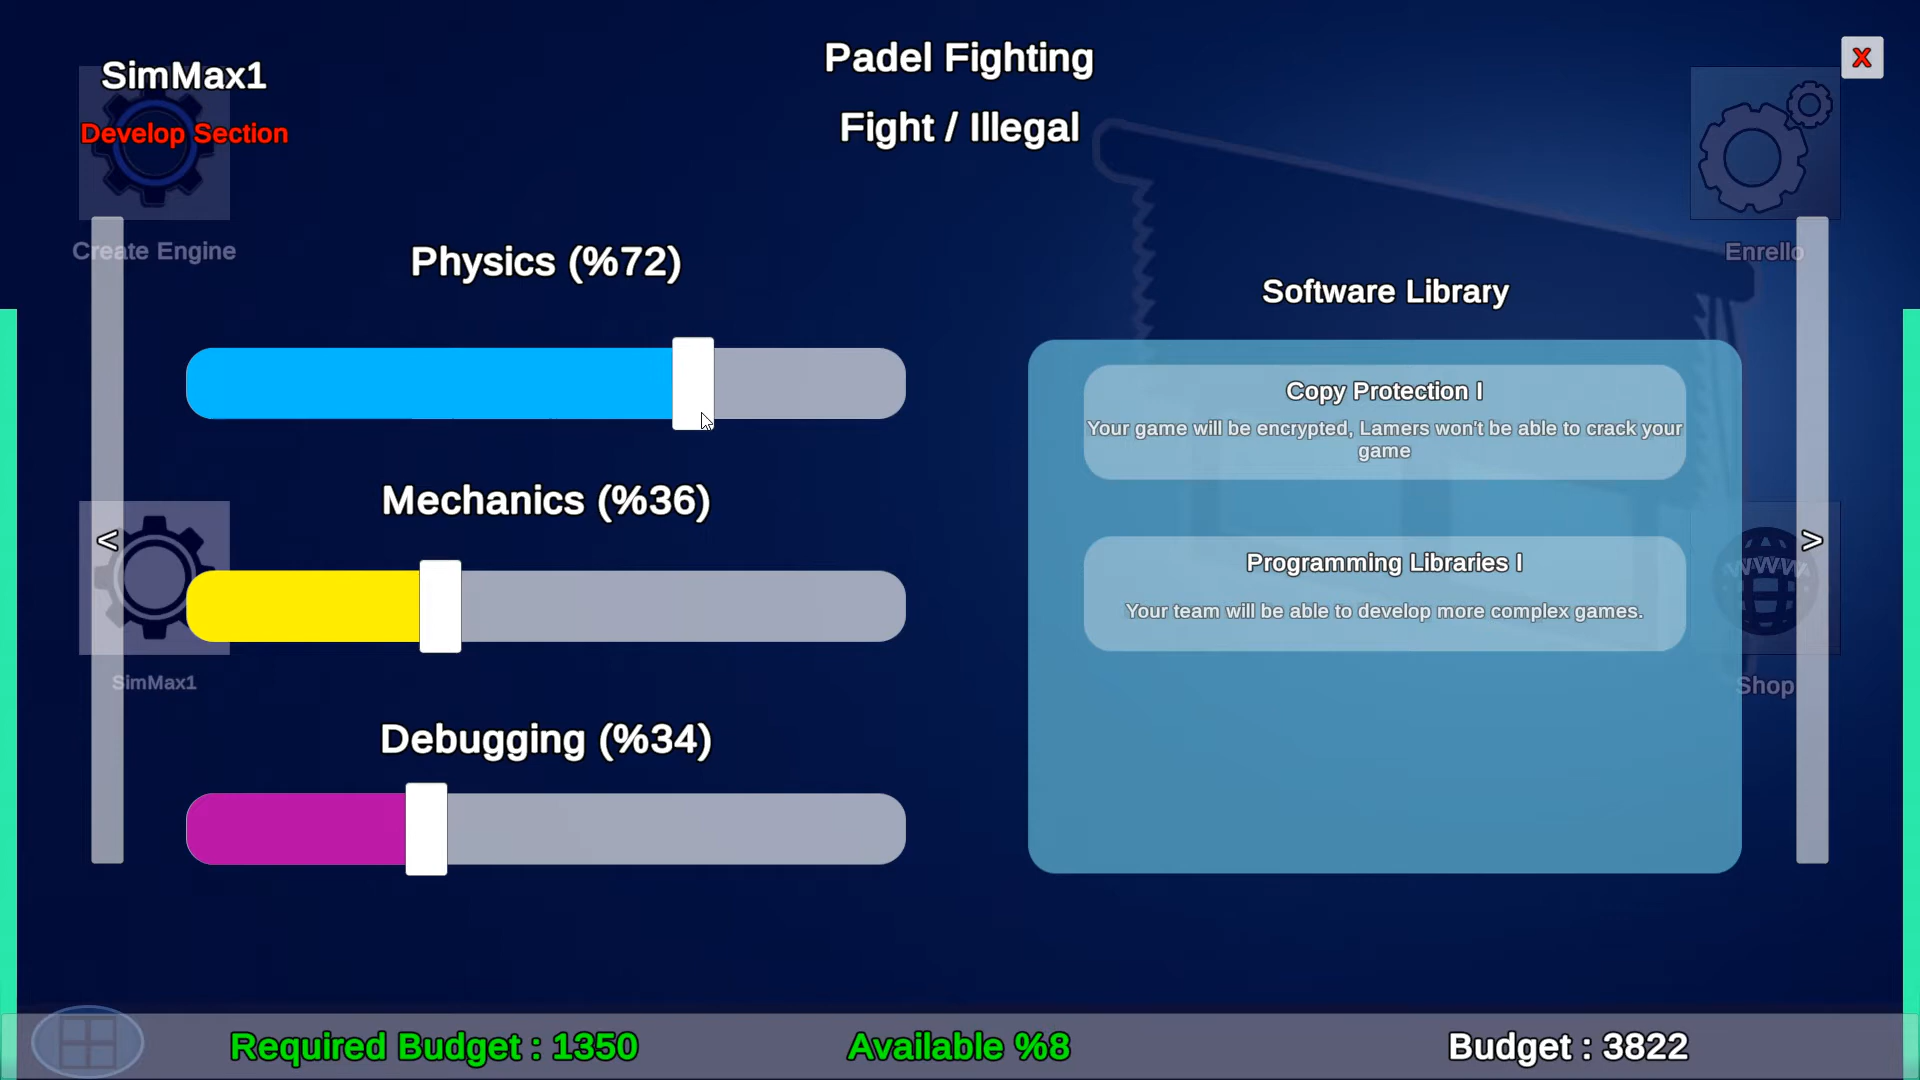 SimMax1
Develop Section
Padel Fighting
Fight / Illegal
X
Create Engine
Enrello
Physics (%72)
Mechanics (%36)
Debugging (%34)
Software Library
Copy Protection I
Your game will be encrypted, Lamers won't be able to crack your
game
Programming Libraries I
Your team will be able to develop more complex games.
<
>
SimMax1
WWW
Shop
Required Budget : 1350
Available %8
Budget : 3822